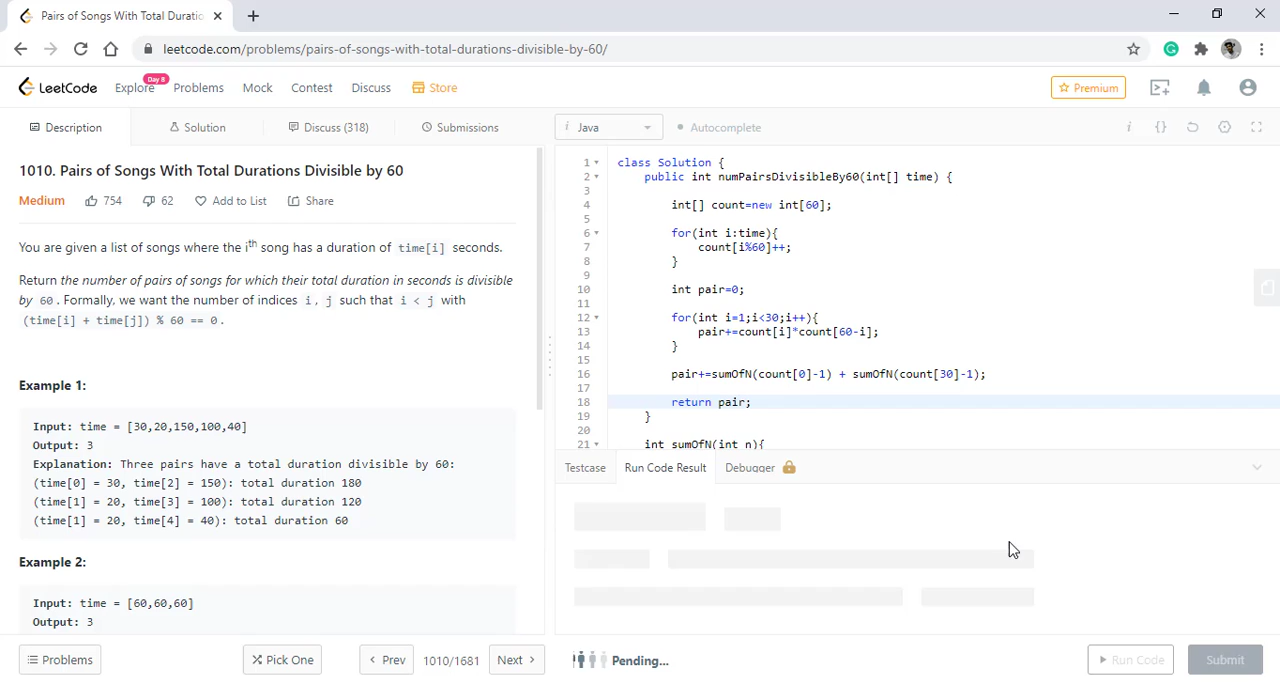 Pairs of Songs With Total Duratio
leetcode.com/problems/pairs-of-songs-with-total-durations-divisible-by-60/
LeetCode
Explore
Day 8
Problems
Mock
Contest
Discuss
Store
Premium
Description
Solution
Discuss (318)
Submissions
i Java
Autocomplete
1010. Pairs of Songs With Total Durations Divisible by 60
Medium
754
62
Add to List
Share
You are given a list of songs where the ith song has a duration of time[i] seconds.
Return the number of pairs of songs for which their total duration in seconds is divisible
by 60. Formally, we want the number of indices i, j such that i < j with
(time[i] + time[j]) % 60 == 0.
Example 1:
Input: time = [30,20,150,100,40]
Output: 3
Explanation: Three pairs have a total duration divisible by 60:
(time[0] = 30, time[2] = 150): total duration 180
(time[1] = 20, time[3] = 100): total duration 120
(time[1] = 20, time[4] = 40): total duration 60
Example 2:
Input: time = [60,60,60]
Output: 3
1 class Solution {
2 public int numPairsDivisibleBy60(int[] time) {
3
4 int[] count=new int[60];
5
6 for(int i:time){
7 count[i%60]++;
8 }
9
10 int pair=0;
11
12 for(int i=1;i<30;i++){
13 pair+=count[i]*count[60-i];
14 }
15
16 pair+=sumOfN(count[0]-1) + sumOfN(count[30]-1);
17
18 return pair;
19 }
20
21 int sumOfN(int n){
Testcase
Run Code Result
Debugger
Problems
Pick One
Prev
1010/1681
Next
Pending...
Run Code
Submit